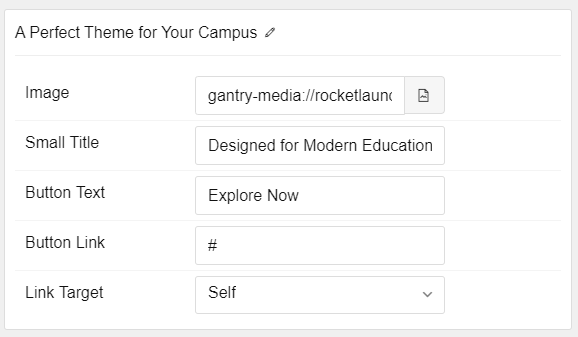 A Perfect Theme for Your Campus
Image
gantry-media://rocketlaunc
Small Title
Designed for Modern Education
Button Text
Explore Now
Button Link
#
Link Target
Self